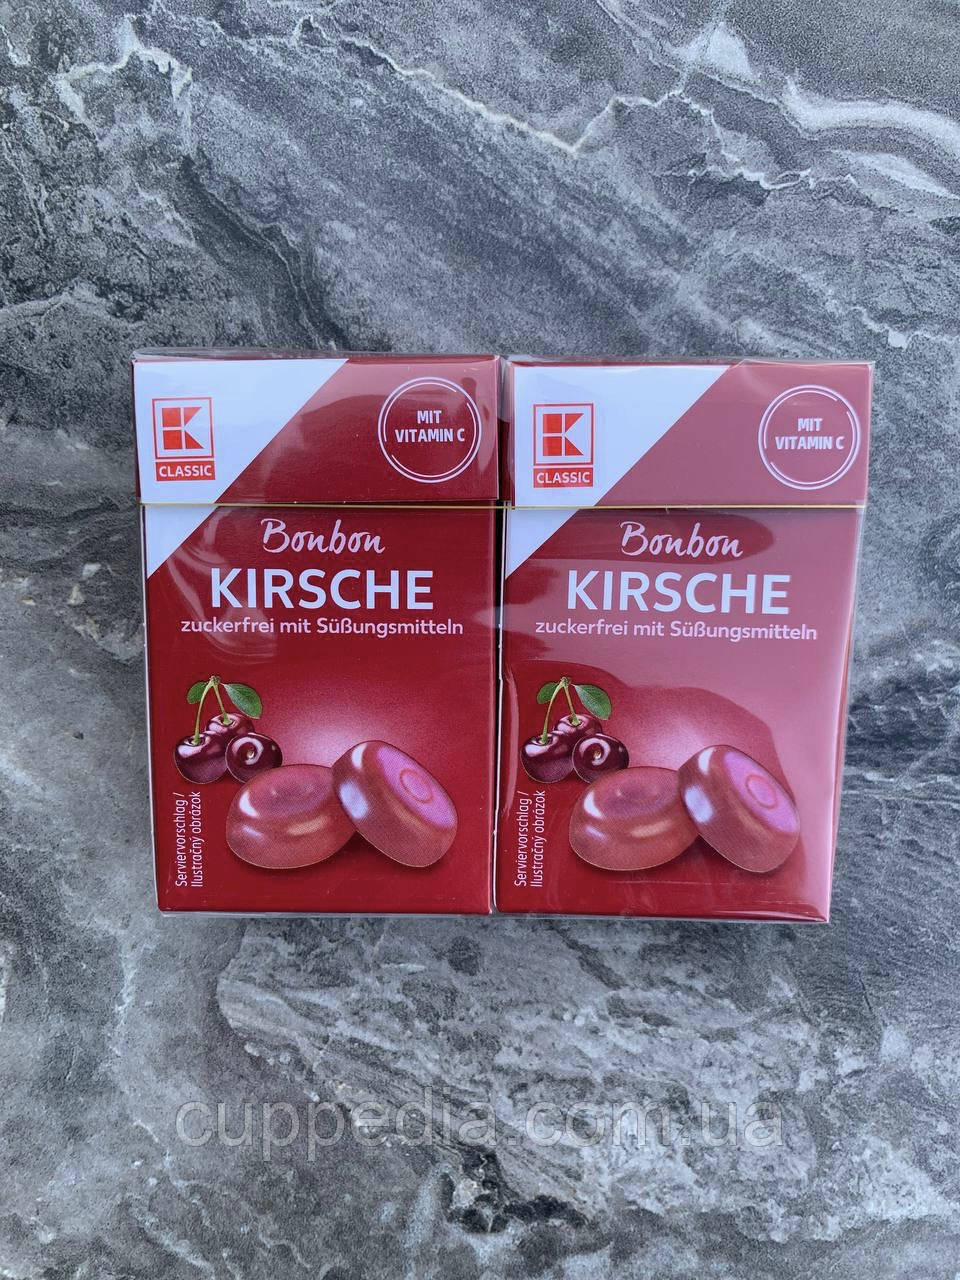 K
CLASSIC
MIT
VITAMIN C
Bonbon
KIRSCHE
zuckerfrei mit Süßungsmitteln
Serviervorschlag /
Ilustračný obrázok
K
CLASSIC
MIT
VITAMIN C
Bonbon
KIRSCHE
zuckerfrei mit Süßungsmitteln
Serviervorschlag /
Ilustračný obrázok
cuppedia.com.ua